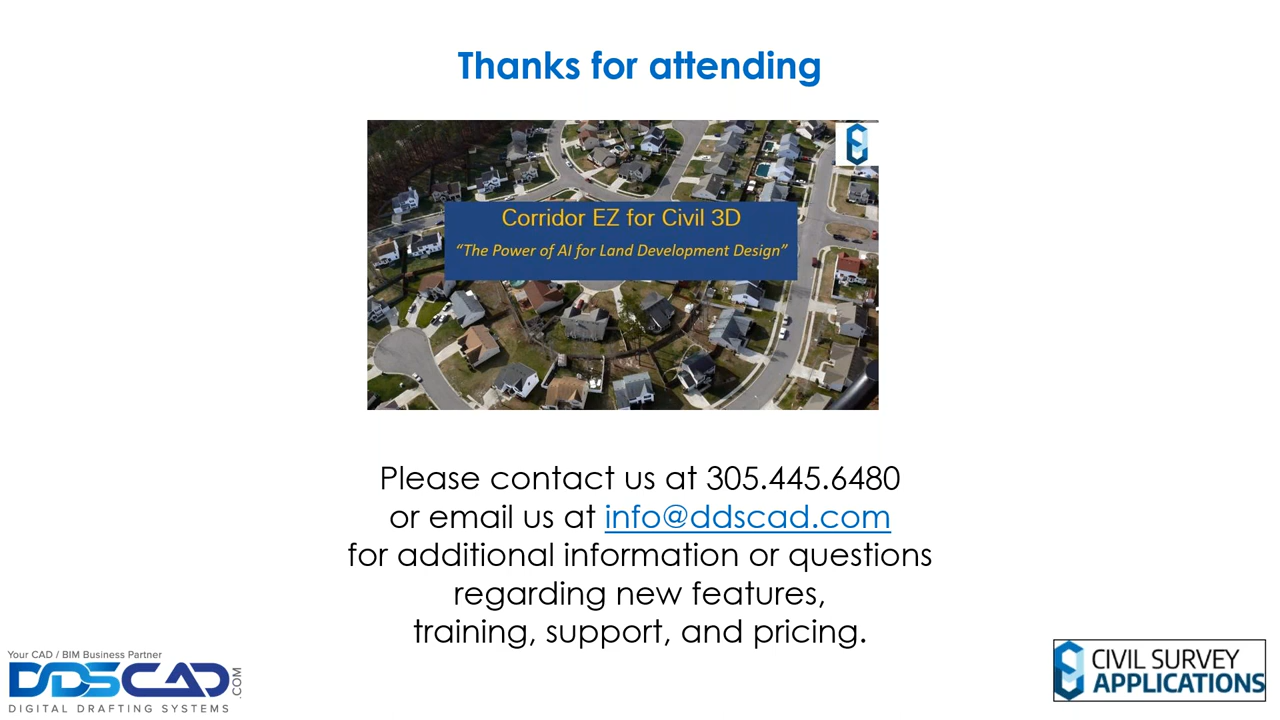 Thanks for attending
Corridor EZ for Civil 3D
“The Power of AI for Land Development Design”
Please contact us at 305.445.6480
or email us at info@ddscad.com
for additional information or questions
regarding new features,
training, support, and pricing.
Your CAD / BIM Business Partner
DDSCAD.COM
DIGITAL DRAFTING SYSTEMS
CIVIL SURVEY
APPLICATIONS